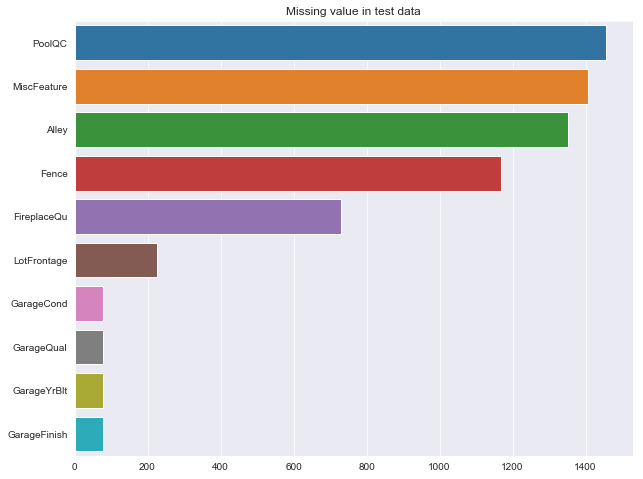 Missing value in test data
PoolQC
MiscFeature
Alley
Fence
FireplaceQu
LotFrontage
GarageCond
GarageQual
GarageYrBlt
GarageFinish
0 200 400 600 800 1000 1200 1400